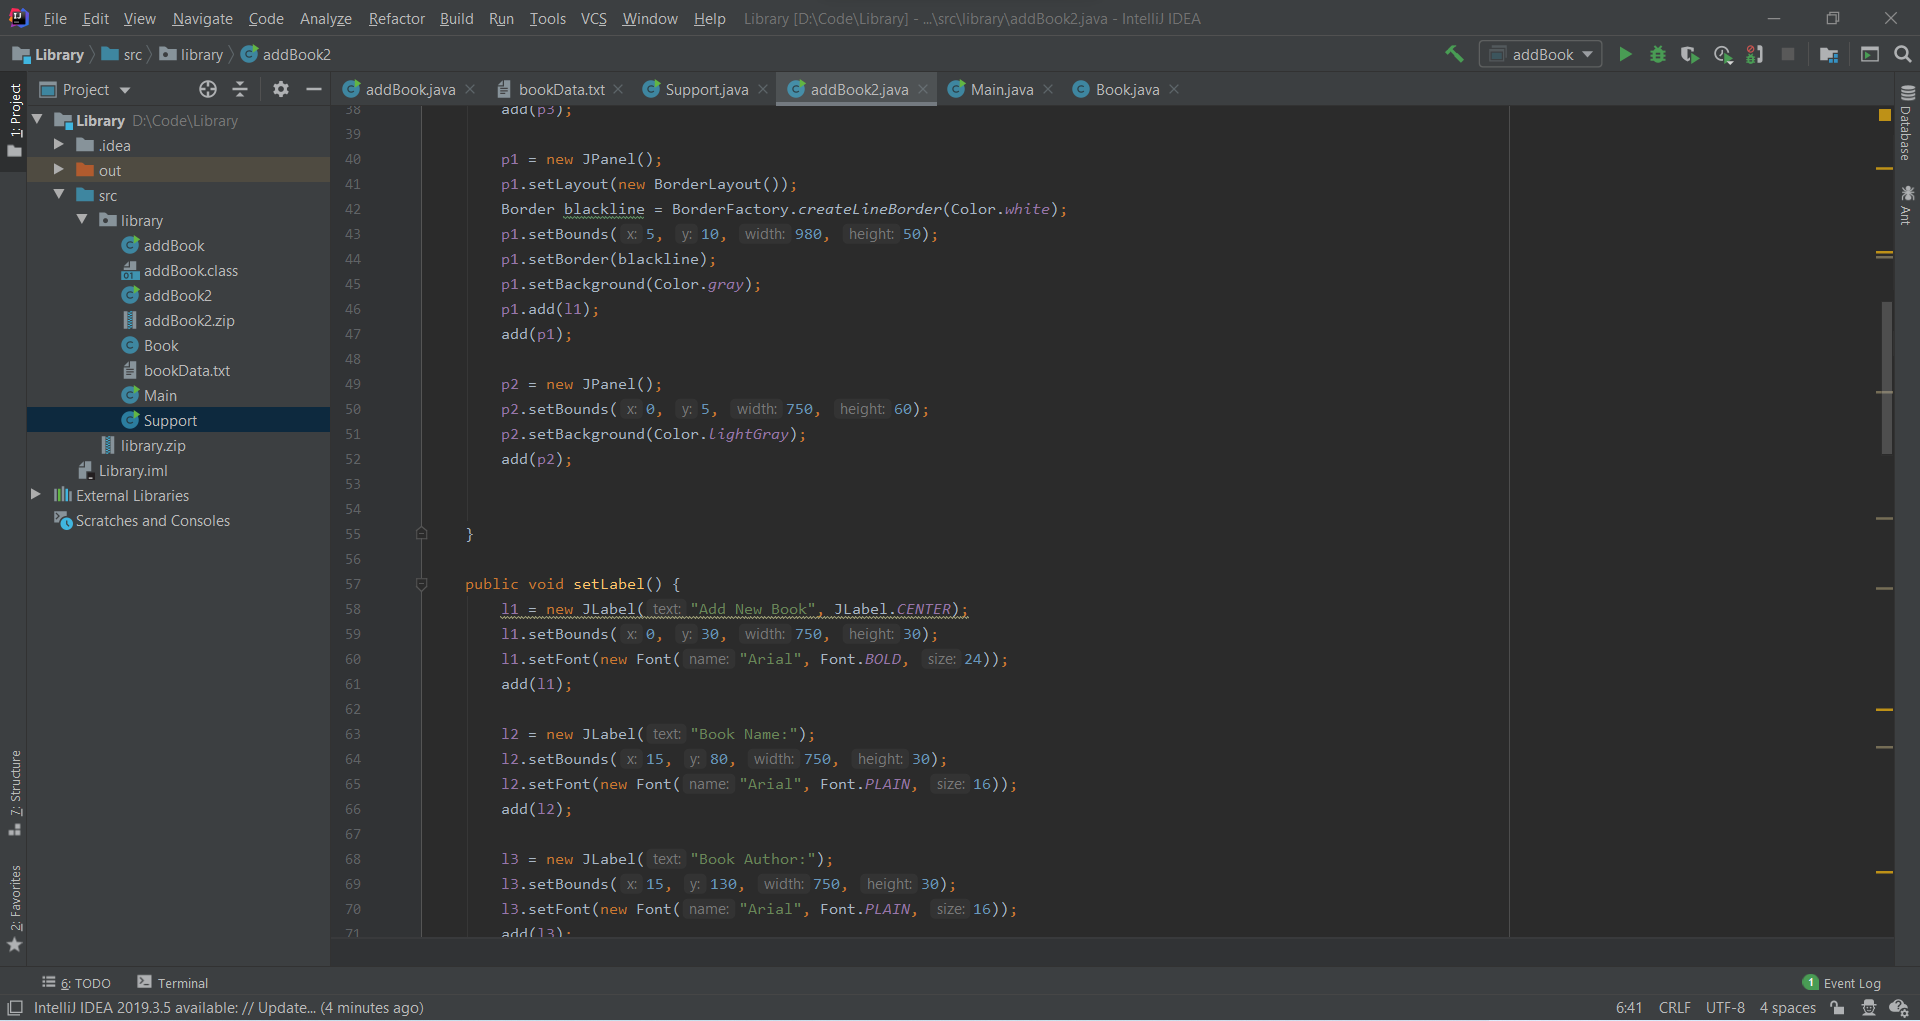 File Edit View Navigate Code Analyze Refactor Build Run Tools VCS Window Help Library [D:\Code\Library] - ...\src\library\addBook2.java - IntelliJ IDEA
Library src library addBook2 addBook
1: Project
Project
addBook.java bookData.txt Support.java addBook2.java Main.java Book.java
Library D:\Code\Library
.idea
out
src
library
addBook
addBook.class
addBook2
addBook2.zip
Book
bookData.txt
Main
Support
library.zip
Library.iml
External Libraries
Scratches and Consoles
7: Structure
2: Favorites
38 add(p3);
39
40 p1 = new JPanel();
41 p1.setLayout(new BorderLayout());
42 Border blackline = BorderFactory.createLineBorder(Color.white);
43 p1.setBounds( x: 5, y: 10, width: 980, height: 50);
44 p1.setBorder(blackline);
45 p1.setBackground(Color.gray);
46 p1.add(l1);
47 add(p1);
48
49 p2 = new JPanel();
50 p2.setBounds( x: 0, y: 5, width: 750, height: 60);
51 p2.setBackground(Color.lightGray);
52 add(p2);
53
54
55 }
56
57 public void setLabel() {
58 l1 = new JLabel( text: "Add New Book", JLabel.CENTER);
59 l1.setBounds( x: 0, y: 30, width: 750, height: 30);
60 l1.setFont(new Font( name: "Arial", Font.BOLD, size: 24));
61 add(l1);
62
63 l2 = new JLabel( text: "Book Name:");
64 l2.setBounds( x: 15, y: 80, width: 750, height: 30);
65 l2.setFont(new Font( name: "Arial", Font.PLAIN, size: 16));
66 add(l2);
67
68 l3 = new JLabel( text: "Book Author:");
69 l3.setBounds( x: 15, y: 130, width: 750, height: 30);
70 l3.setFont(new Font( name: "Arial", Font.PLAIN, size: 16));
71 add(l3);
Database
Ant
6: TODO Terminal 1 Event Log
IntelliJ IDEA 2019.3.5 available: // Update... (4 minutes ago) 6:41 CRLF UTF-8 4 spaces